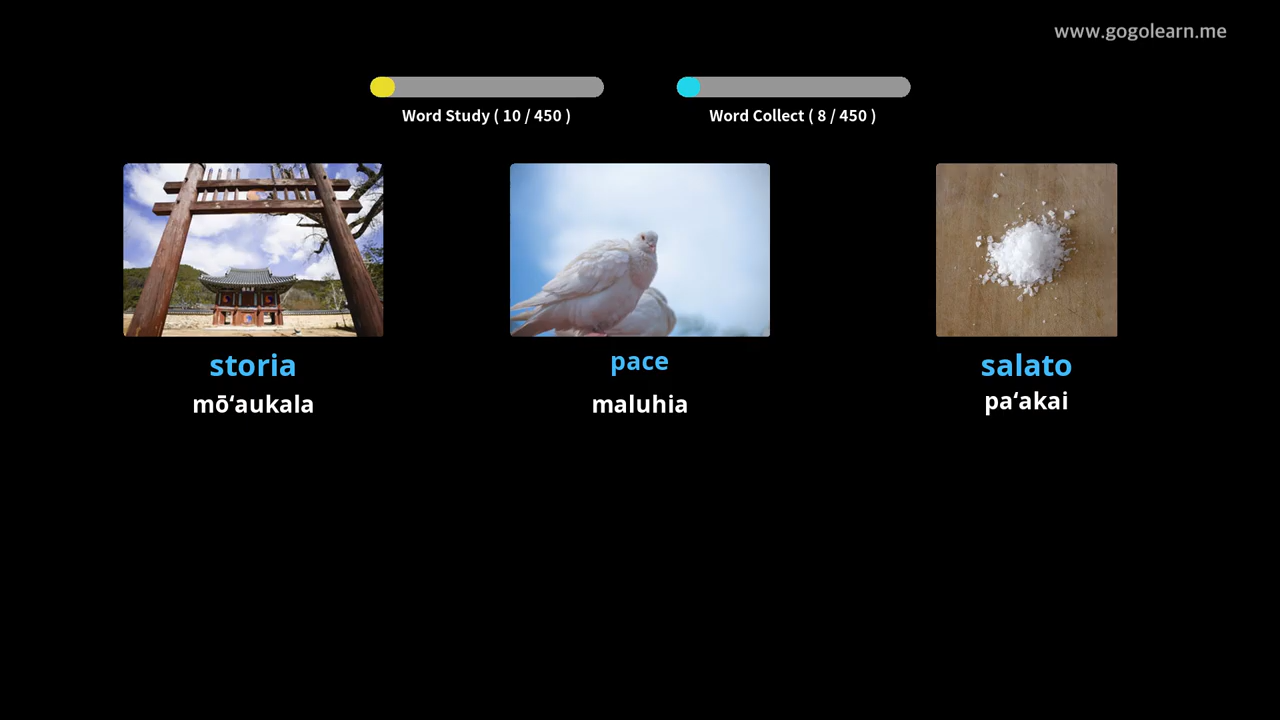 www.gogolearn.me
Word Study ( 10 / 450 )
Word Collect ( 8 / 450 )
storia
pace
salato
mōʻaukala
maluhia
paʻakai